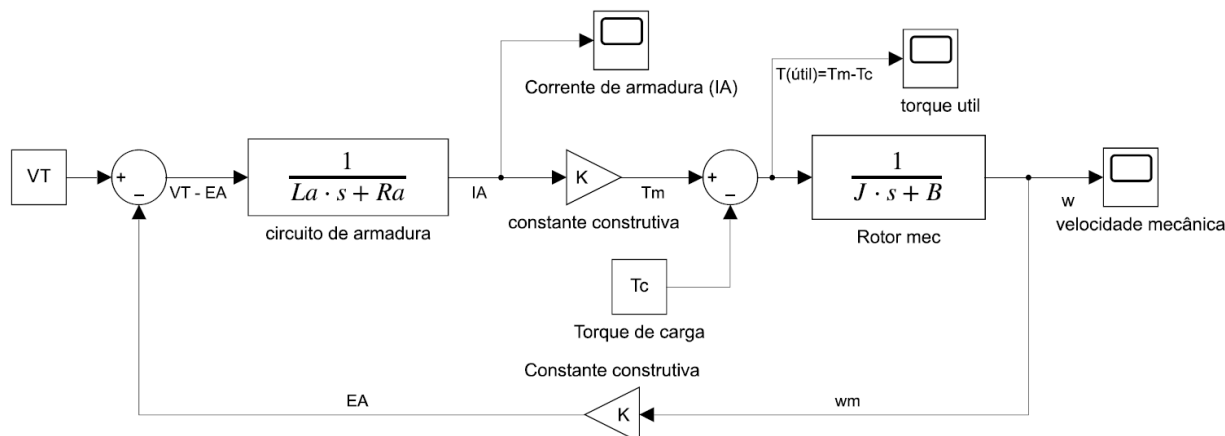 Corrente de armadura (IA)
T(útil)=Tm-Tc
torque util
VT
+
−
VT - EA
1
La · s + Ra
circuito de armadura
IA
K
constante construtiva
Tm
+
−
1
J · s + B
Rotor mec
w
velocidade mecânica
Tc
Torque de carga
Constante construtiva
EA
K
wm